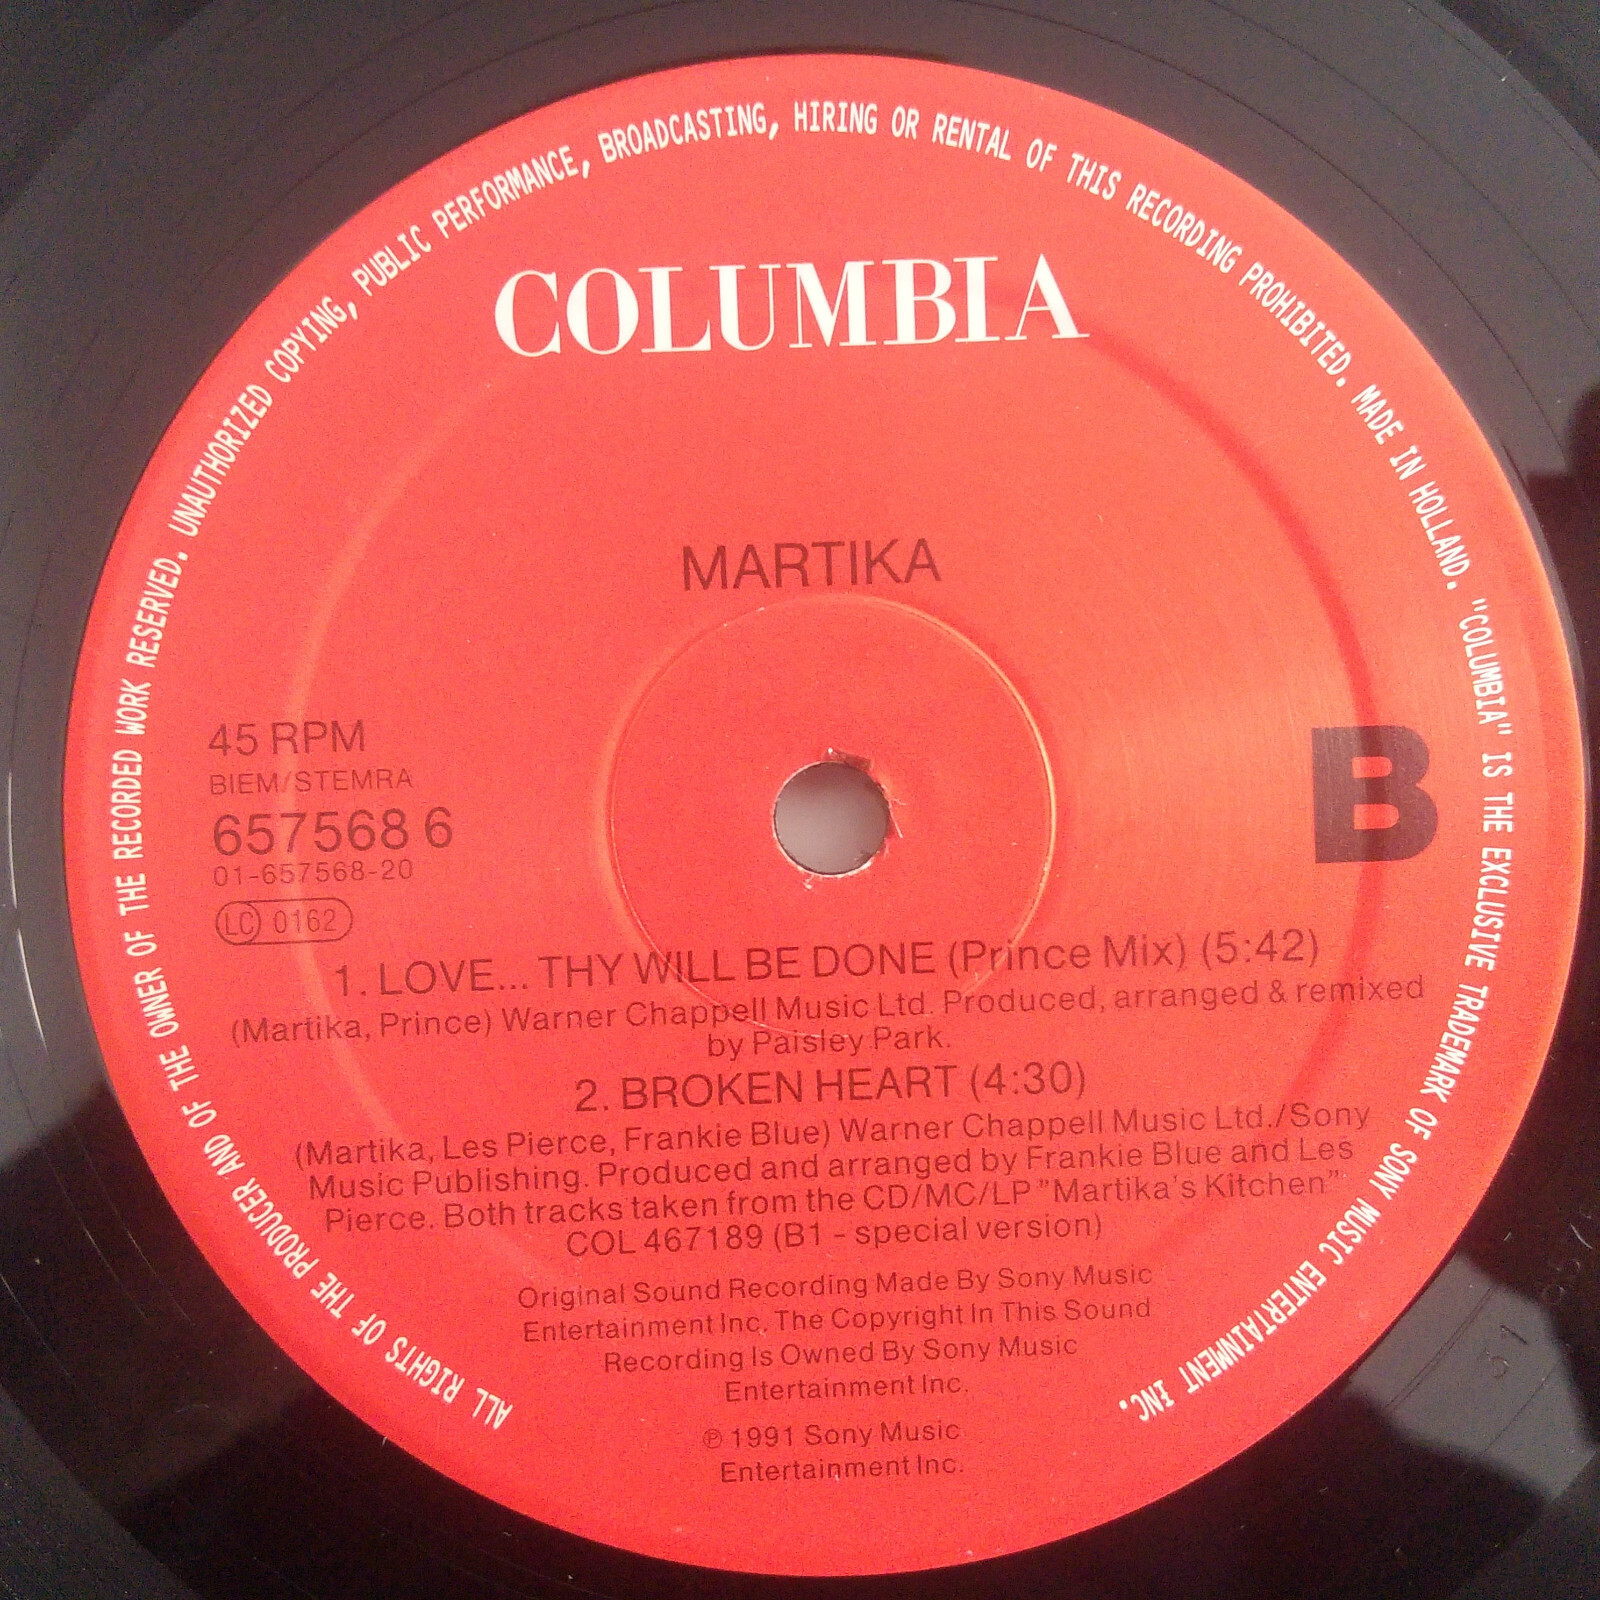 ALL RIGHTS OF THE PRODUCER AND OF THE OWNER OF THE RECORDED WORK RESERVED. UNAUTHORIZED COPYING, PUBLIC PERFORMANCE, BROADCASTING, HIRING OR RENTAL OF THIS RECORDING PROHIBITED. MADE IN HOLLAND. "COLUMBIA" IS THE EXCLUSIVE TRADEMARK OF SONY MUSIC ENTERTAINMENT INC.
COLUMBIA
MARTIKA
45 RPM
BIEM/STEMRA
657568 6
01-657568-20
LC 0162
B
1. LOVE... THY WILL BE DONE (Prince Mix) (5:42)
(Martika, Prince) Warner Chappell Music Ltd. Produced, arranged & remixed
by Paisley Park.
2. BROKEN HEART (4:30)
(Martika, Les Pierce, Frankie Blue) Warner Chappell Music Ltd./Sony
Music Publishing. Produced and arranged by Frankie Blue and Les
Pierce. Both tracks taken from the CD/MC/LP "Martika's Kitchen"
COL 467189 (B1 - special version)
Original Sound Recording Made By Sony Music
Entertainment Inc. The Copyright In This Sound
Recording Is Owned By Sony Music
Entertainment Inc.
℗ 1991 Sony Music
Entertainment Inc.